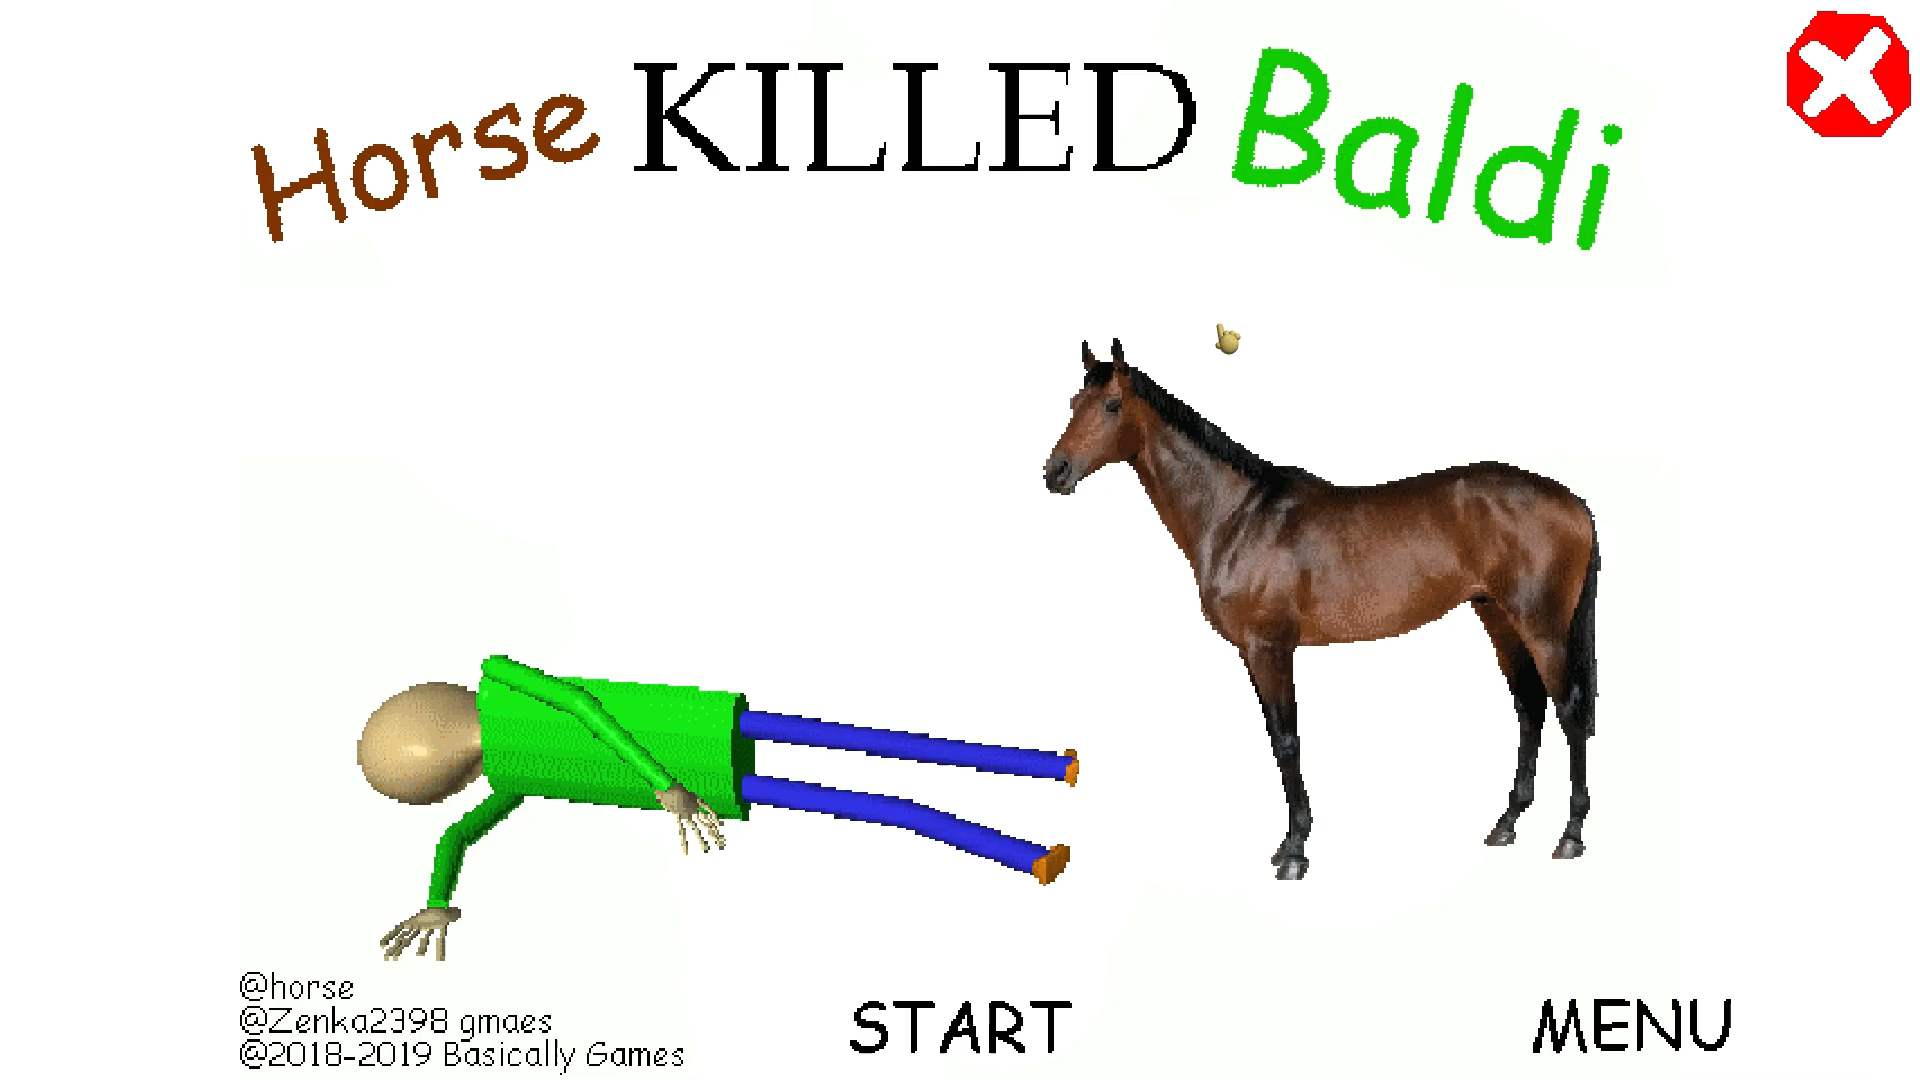 Horse KILLED Baldi
@horse
@Zenka2398 gmaes
@2018-2019 Basically Games
START
MENU